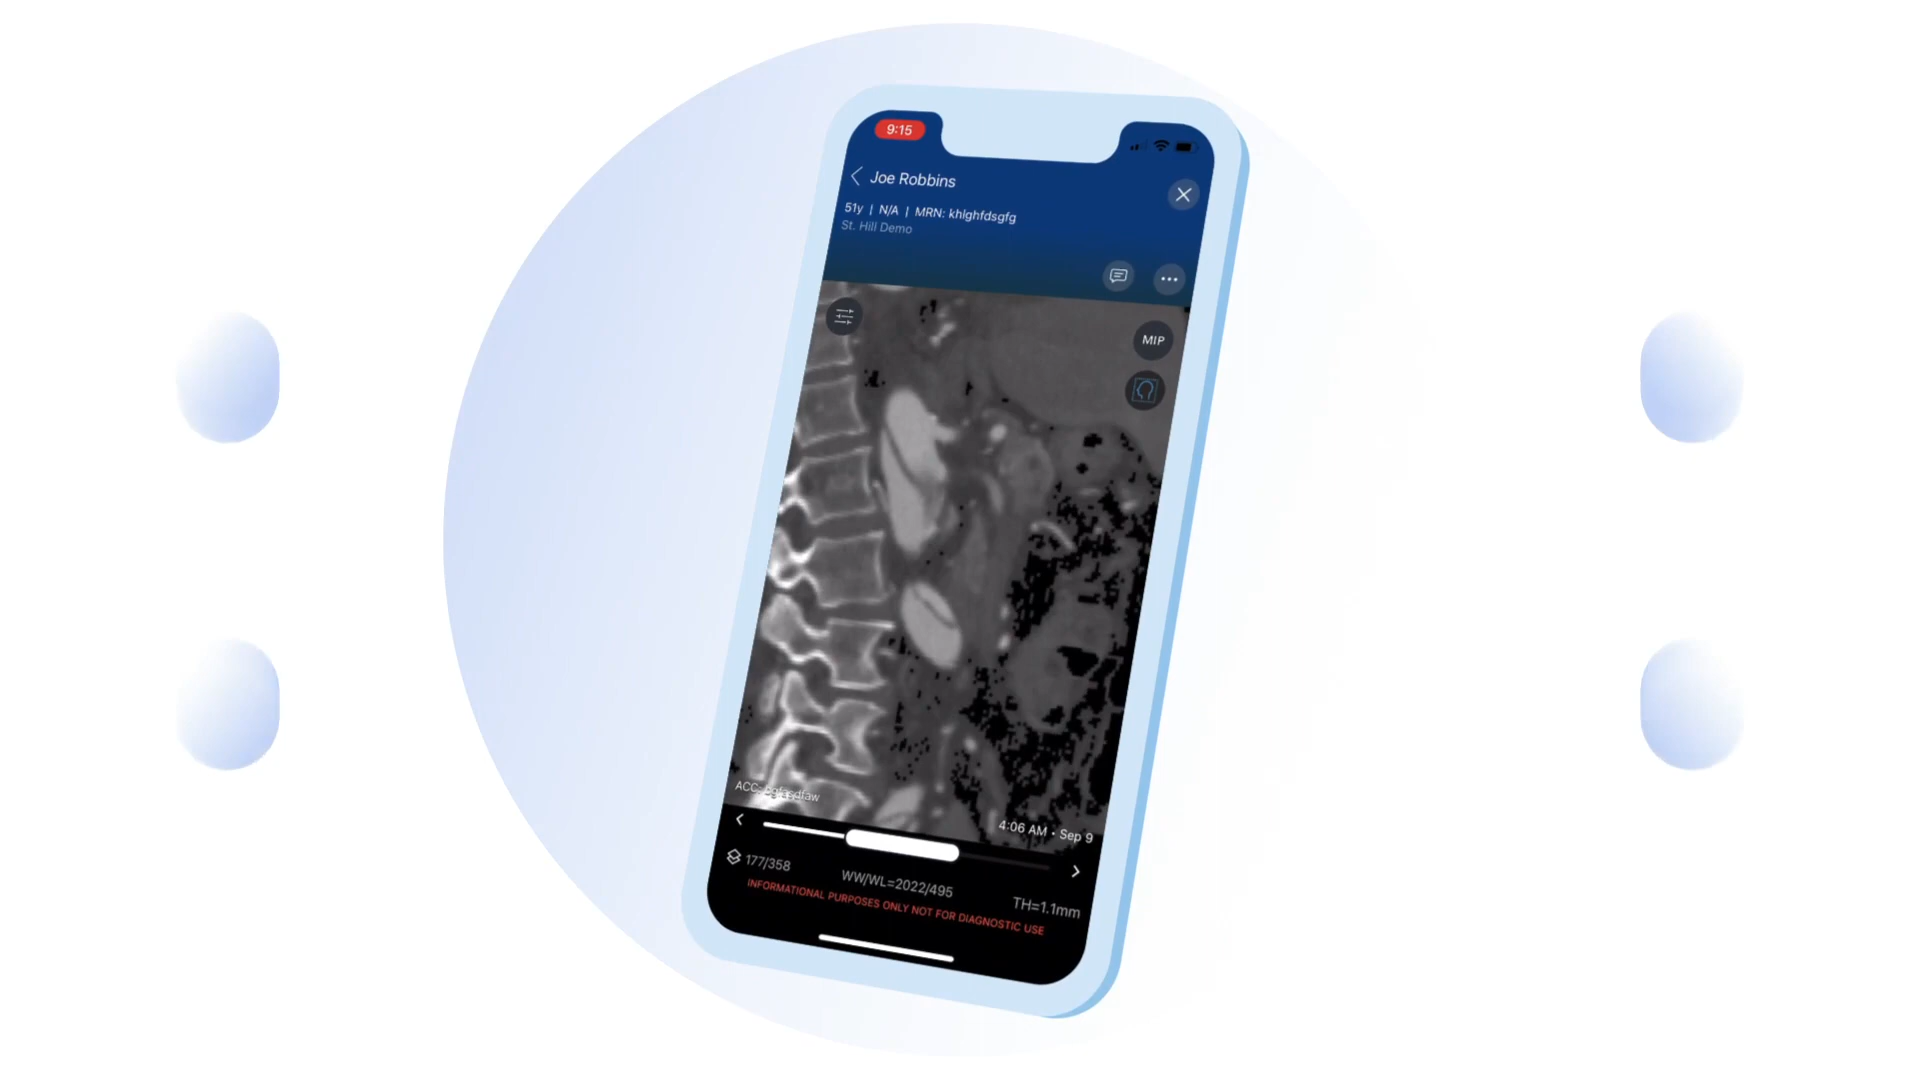 9:15
Joe Robbins
51y | N/A | MRN: khlghfdsgfg
St. Hill Demo
MIP
4:06 AM • Sep 9
177/358
WW/WL=2022/495
TH=1.1mm
INFORMATIONAL PURPOSES ONLY NOT FOR DIAGNOSTIC USE